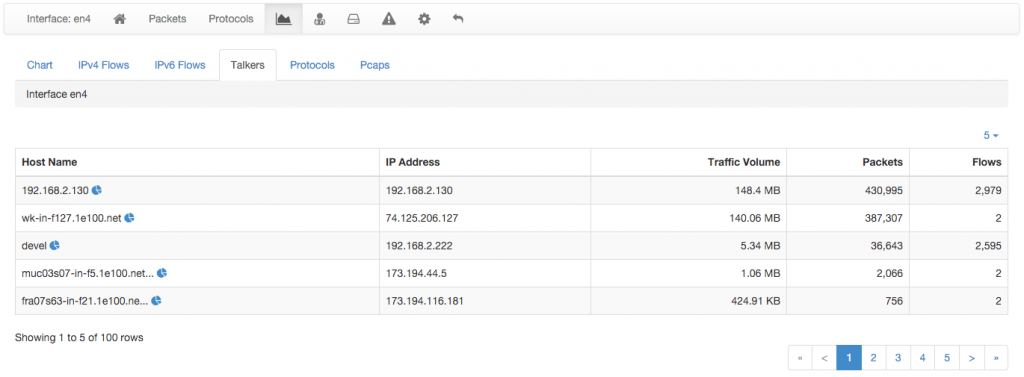 Interface: en4 Packets Protocols
Chart IPv4 Flows IPv6 Flows Talkers Protocols Pcaps
Interface en4
5
Host Name IP Address Traffic Volume Packets Flows
192.168.2.130 192.168.2.130 148.4 MB 430,995 2,979
wk-in-f127.1e100.net 74.125.206.127 140.06 MB 387,307 2
devel 192.168.2.222 5.34 MB 36,643 2,595
muc03s07-in-f5.1e100.net... 173.194.44.5 1.06 MB 2,066 2
fra07s63-in-f21.1e100.ne... 173.194.116.181 424.91 KB 756 2
Showing 1 to 5 of 100 rows
« < 1 2 3 4 5 > »